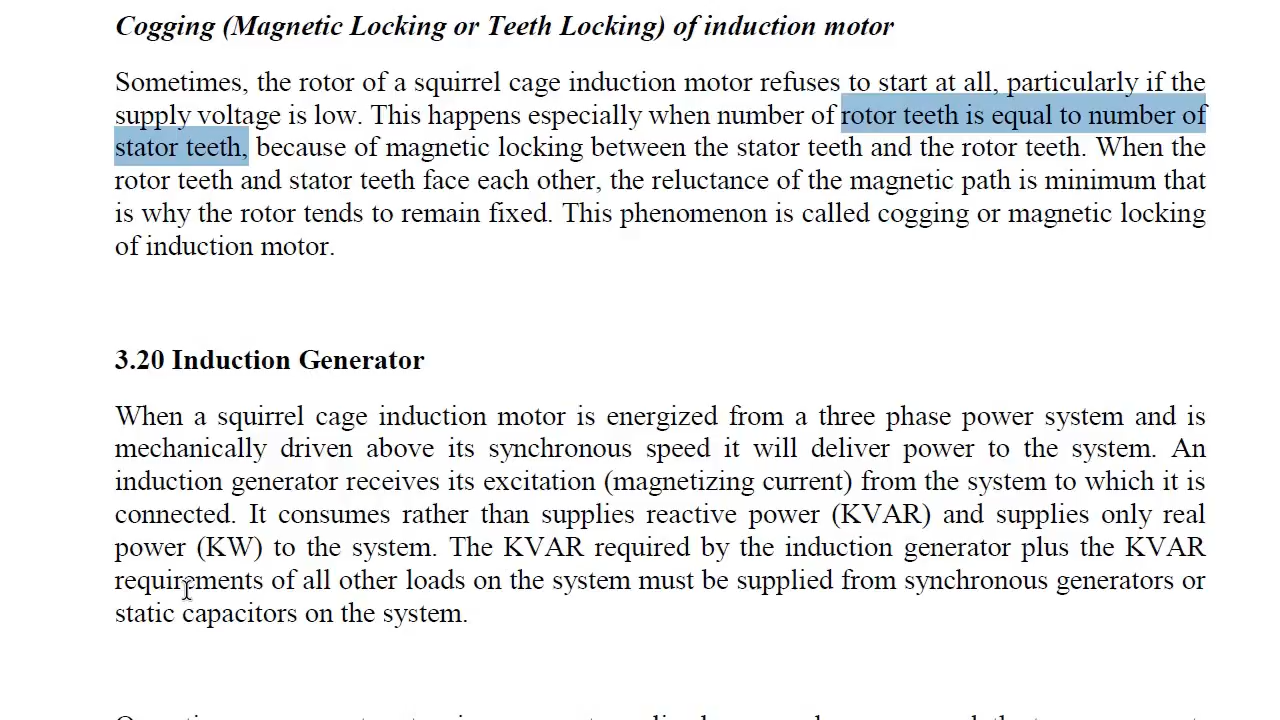 Cogging (Magnetic Locking or Teeth Locking) of induction motor
Sometimes, the rotor of a squirrel cage induction motor refuses to start at all, particularly if the
supply voltage is low. This happens especially when number of rotor teeth is equal to number of
stator teeth, because of magnetic locking between the stator teeth and the rotor teeth. When the
rotor teeth and stator teeth face each other, the reluctance of the magnetic path is minimum that
is why the rotor tends to remain fixed. This phenomenon is called cogging or magnetic locking
of induction motor.
3.20 Induction Generator
When a squirrel cage induction motor is energized from a three phase power system and is
mechanically driven above its synchronous speed it will deliver power to the system. An
induction generator receives its excitation (magnetizing current) from the system to which it is
connected. It consumes rather than supplies reactive power (KVAR) and supplies only real
power (KW) to the system. The KVAR required by the induction generator plus the KVAR
requirements of all other loads on the system must be supplied from synchronous generators or
static capacitors on the system.